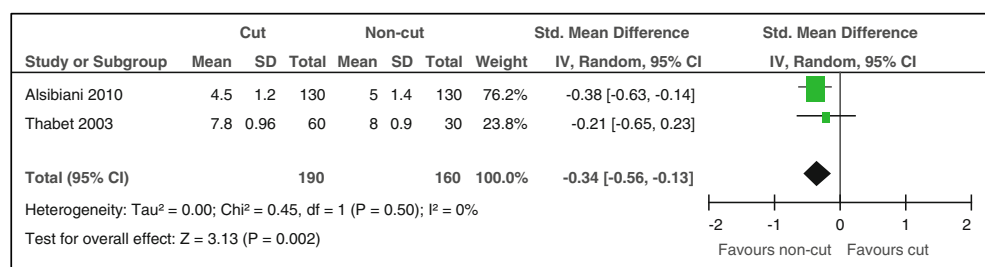 Cut Non-cut Std. Mean Difference Std. Mean Difference
Study or Subgroup Mean SD Total Mean SD Total Weight IV, Random, 95% CI IV, Random, 95% CI
Alsibiani 2010 4.5 1.2 130 5 1.4 130 76.2% -0.38 [-0.63, -0.14]
Thabet 2003 7.8 0.96 60 8 0.9 30 23.8% -0.21 [-0.65, 0.23]
Total (95% CI) 190 160 100.0% -0.34 [-0.56, -0.13]
Heterogeneity: Tau² = 0.00; Chi² = 0.45, df = 1 (P = 0.50); I² = 0%
Test for overall effect: Z = 3.13 (P = 0.002)
-2 -1 0 1 2
Favours non-cut Favours cut